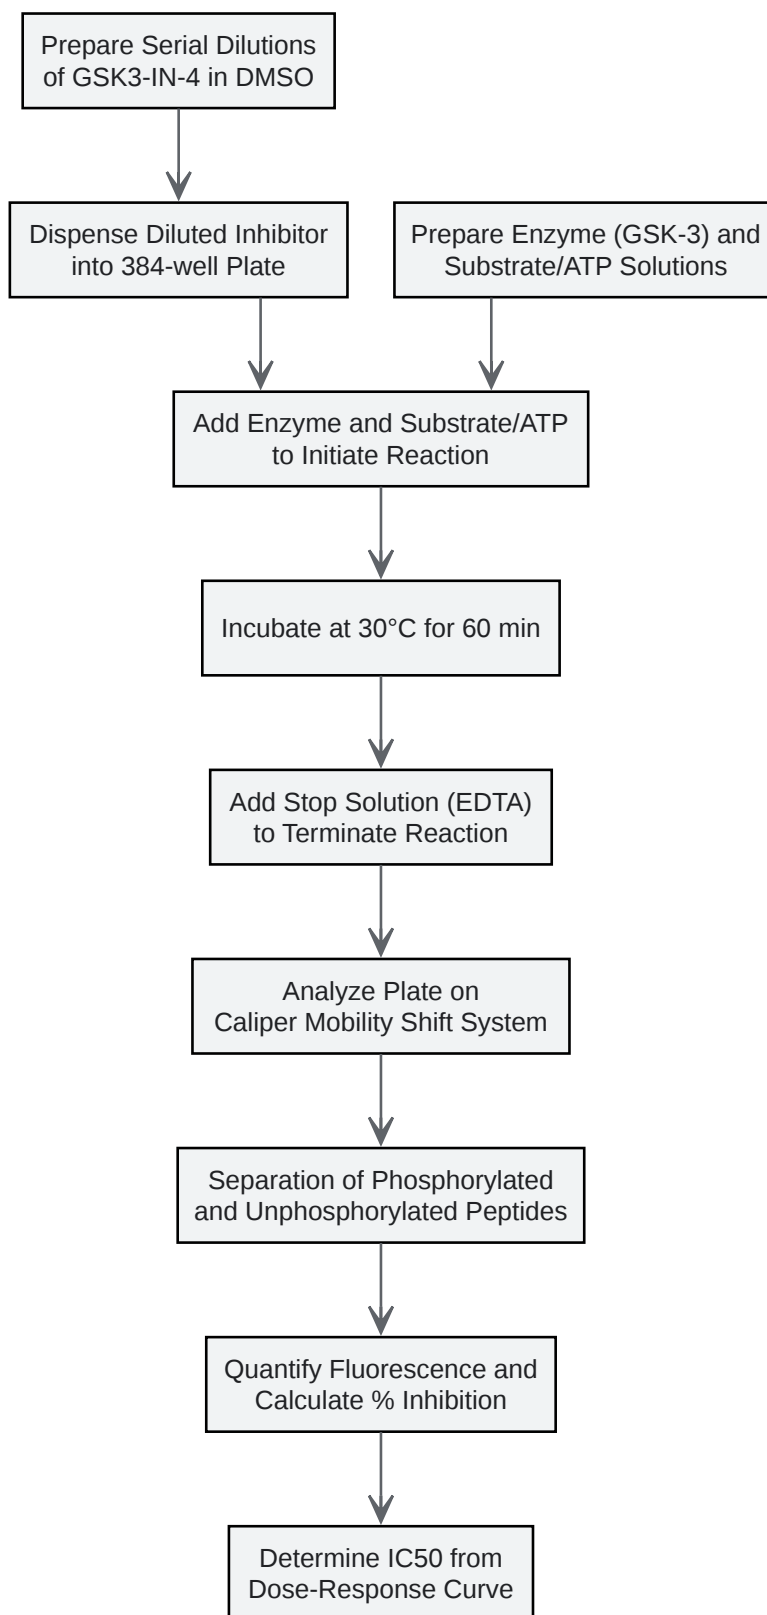 Prepare Serial Dilutions
of GSK3-IN-4 in DMSO
Dispense Diluted Inhibitor
into 384-well Plate
Prepare Enzyme (GSK-3) and
Substrate/ATP Solutions
Add Enzyme and Substrate/ATP
to Initiate Reaction
Incubate at 30°C for 60 min
Add Stop Solution (EDTA)
to Terminate Reaction
Analyze Plate on
Caliper Mobility Shift System
Separation of Phosphorylated
and Unphosphorylated Peptides
Quantify Fluorescence and
Calculate % Inhibition
Determine IC50 from
Dose-Response Curve